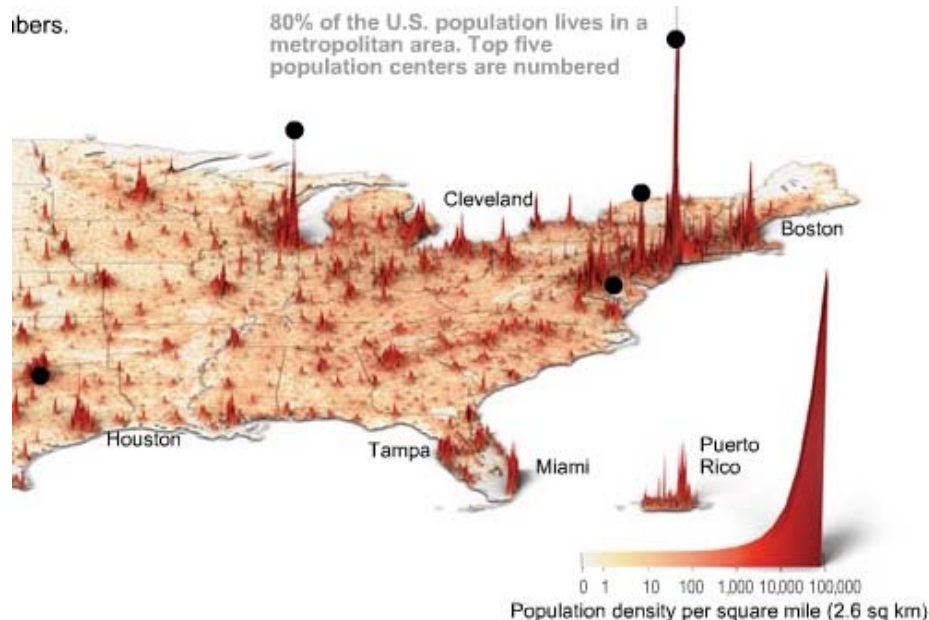 80% of the U.S. population lives in a
metropolitan area. Top five
population centers are numbered
Cleveland
Boston
Houston
Tampa
Miami
Puerto
Rico
0 1 10 100 1,000 10,000 100,000
Population density per square mile (2.6 sq km)